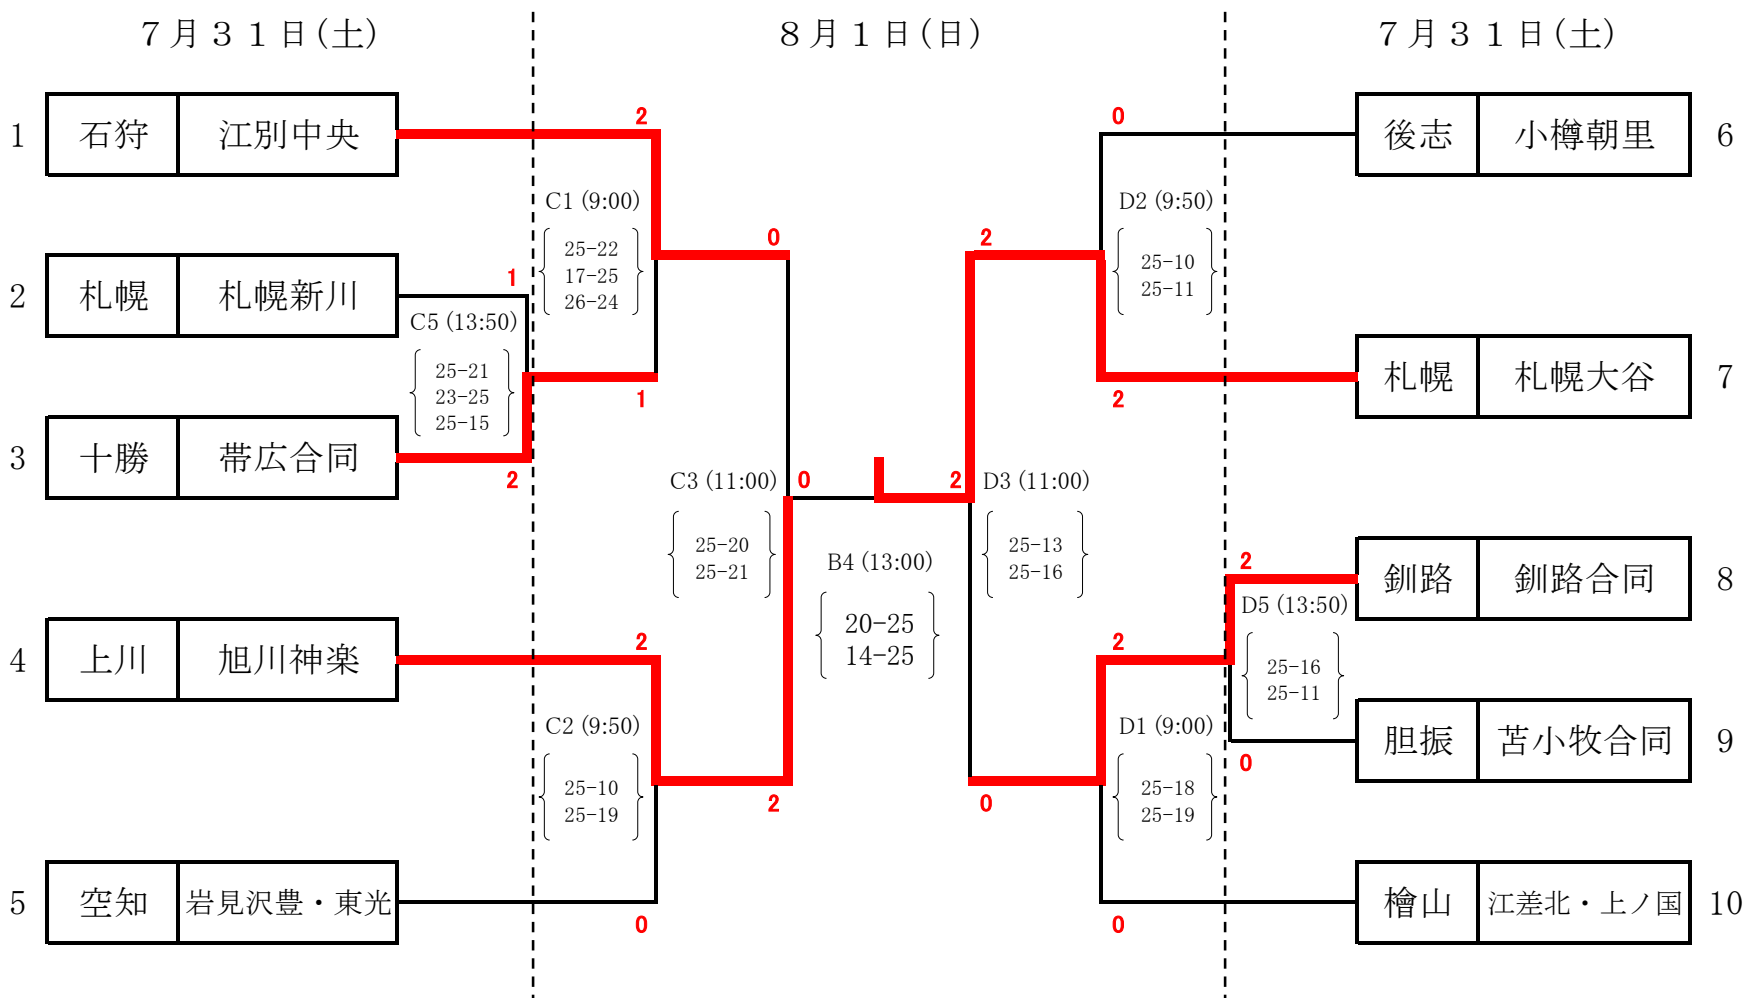 ７月３１日(土)
８月１日(日)
７月３１日(土)
1 石狩 江別中央
2 札幌 札幌新川
3 十勝 帯広合同
4 上川 旭川神楽
5 空知 岩見沢豊・東光
後志 小樽朝里 6
札幌 札幌大谷 7
釧路 釧路合同 8
胆振 苫小牧合同 9
檜山 江差北・上ノ国 10
1
C5 (13:50)
25-21
23-25
25-15
2
2
C1 (9:00)
25-22
17-25
26-24
1
2
C2 (9:50)
25-10
25-19
0
0
C3 (11:00)
25-20
25-21
2
0
2
B4 (13:00)
20-25
14-25
2
D3 (11:00)
25-13
25-16
0
0
D2 (9:50)
25-10
25-11
2
2
D1 (9:00)
25-18
25-19
0
2
D5 (13:50)
25-16
25-11
0